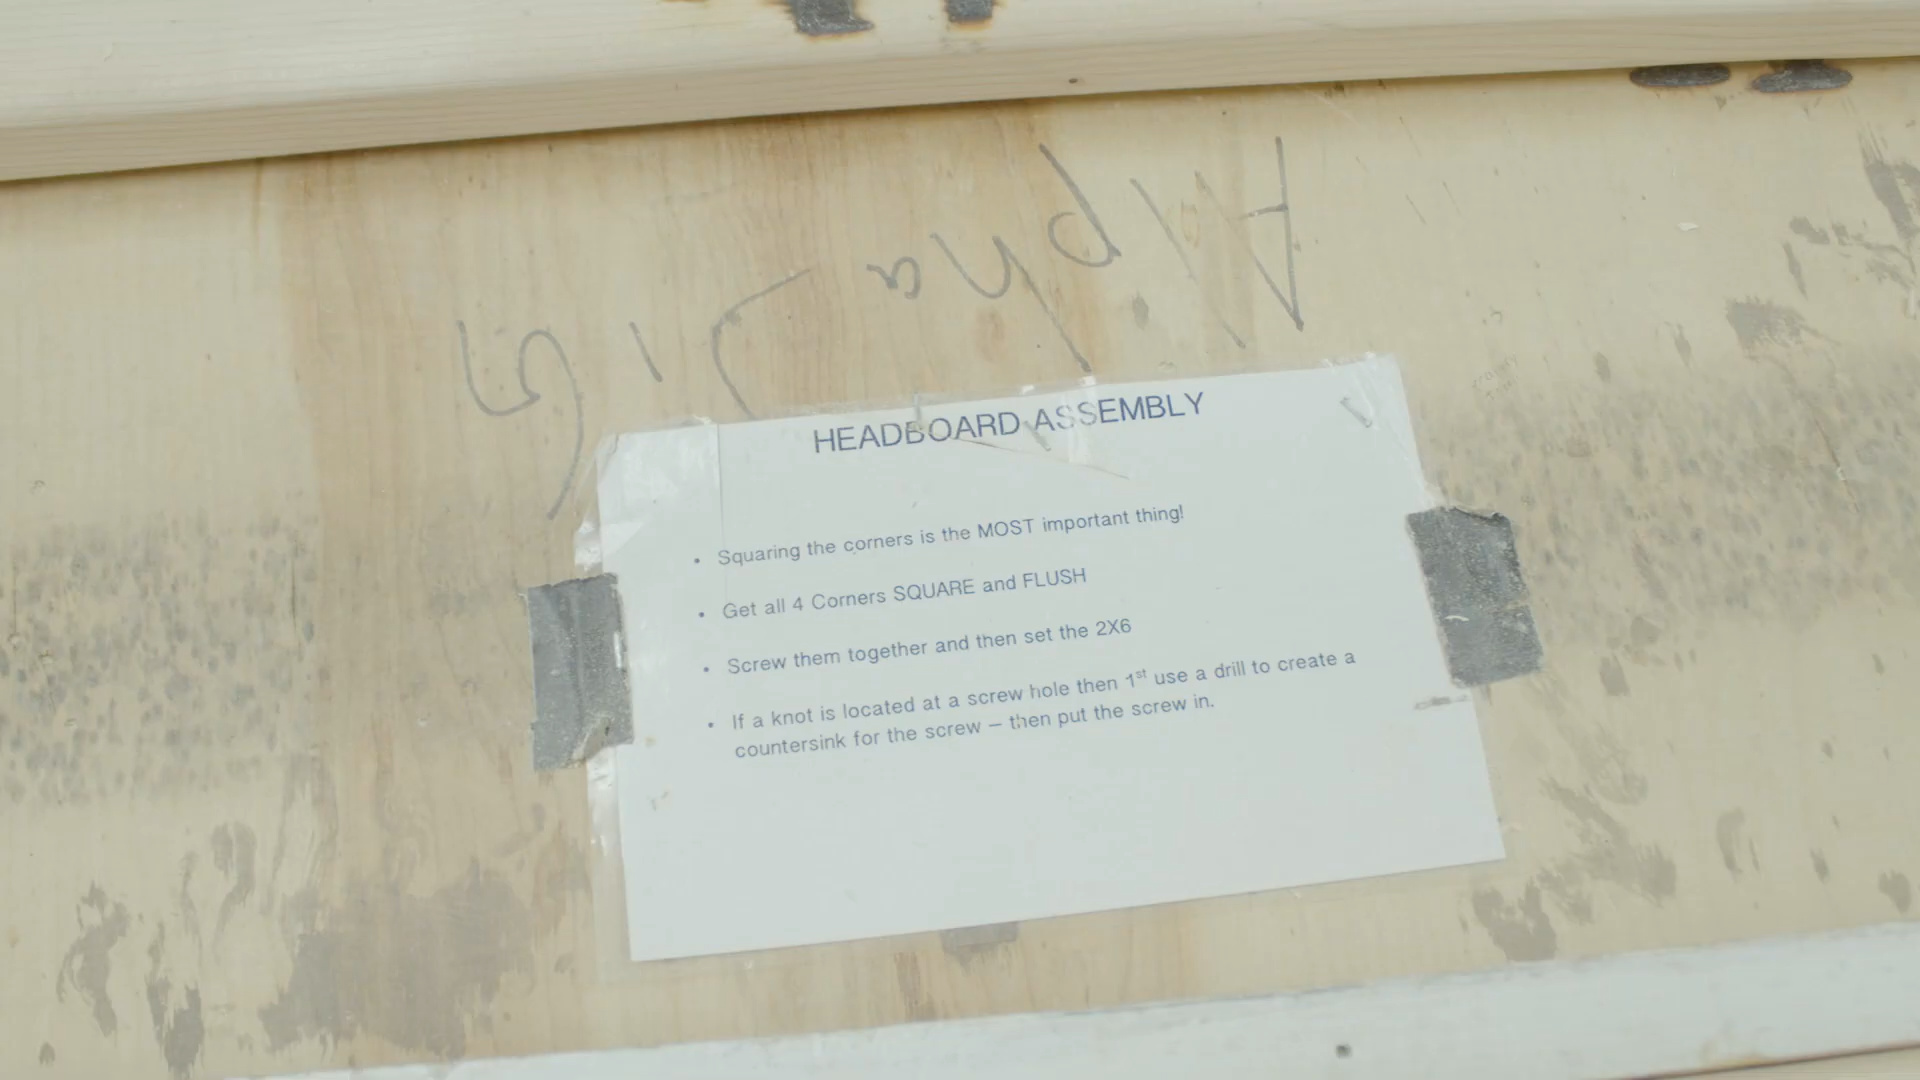 Alpha Jig
HEADBOARD ASSEMBLY
• Squaring the corners is the MOST important thing!
• Get all 4 Corners SQUARE and FLUSH
• Screw them together and then set the 2X6
• If a knot is located at a screw hole then 1st use a drill to create a
countersink for the screw – then put the screw in.